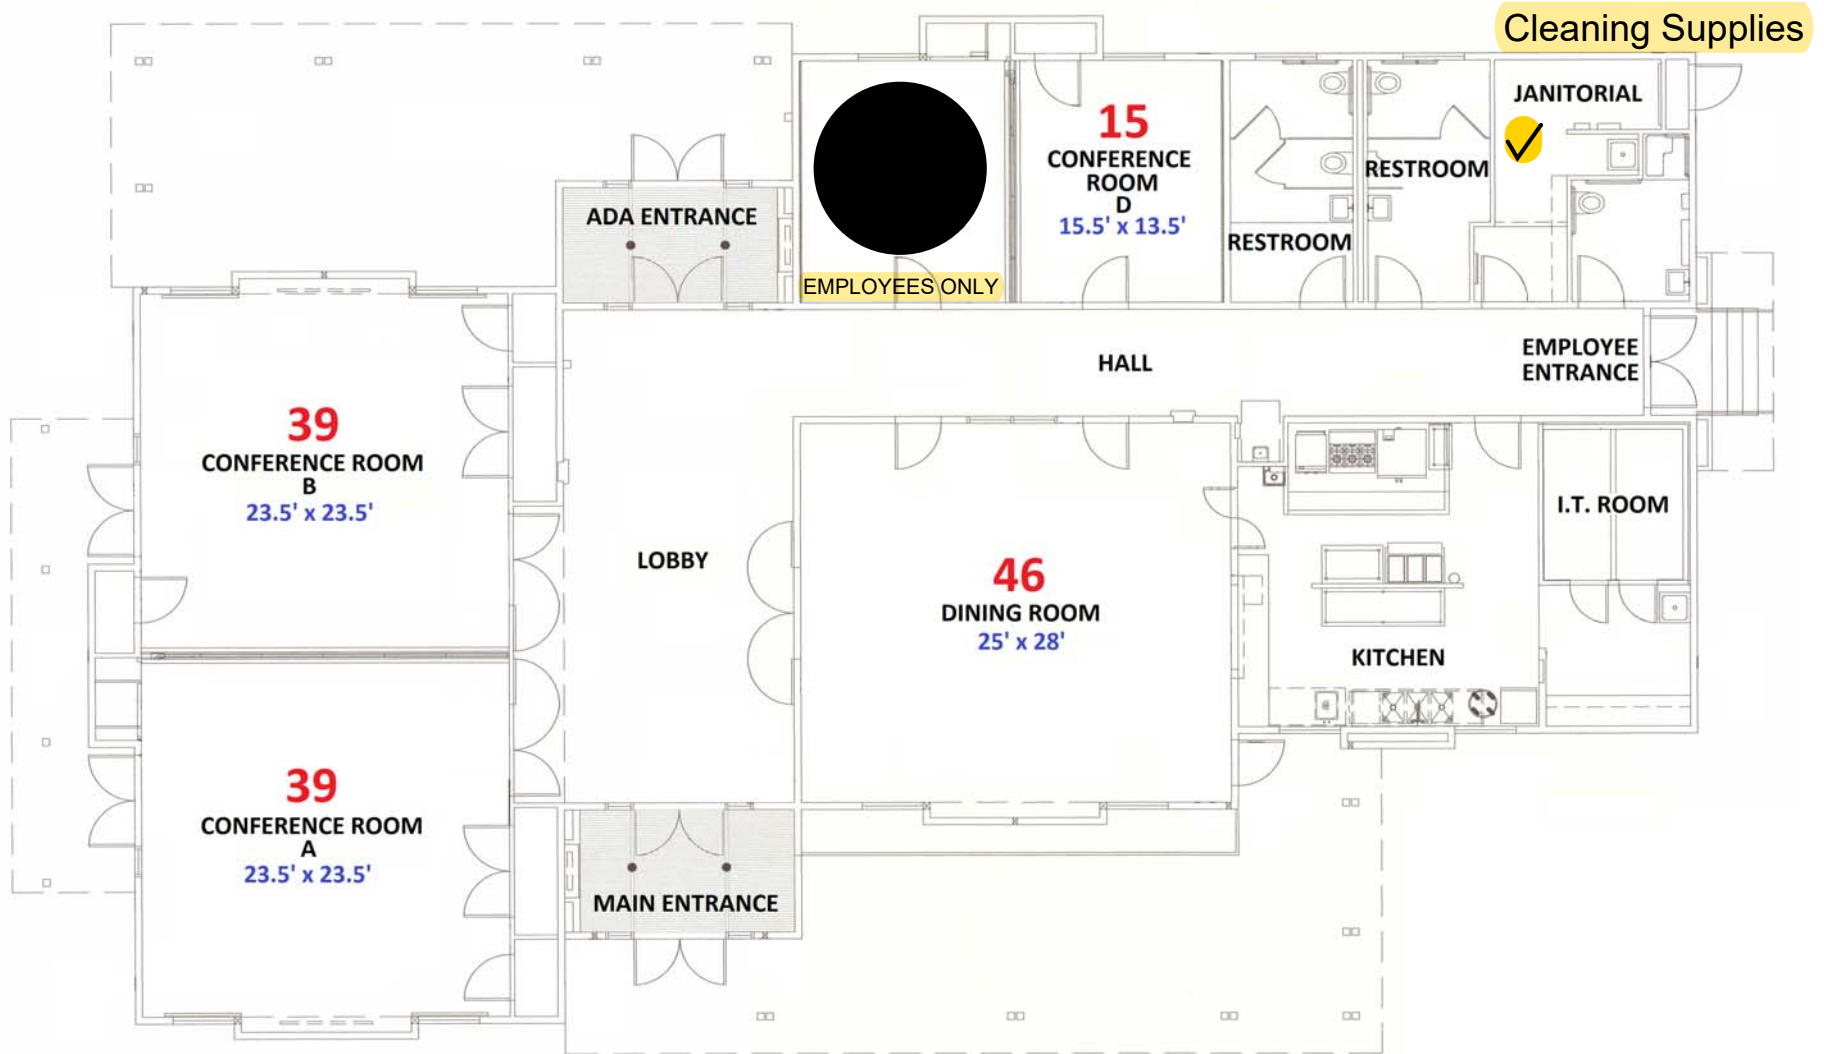 Cleaning Supplies
JANITORIAL
15
CONFERENCE
ROOM
D
15.5' x 13.5'
RESTROOM
ADA ENTRANCE
RESTROOM
EMPLOYEES ONLY
HALL
EMPLOYEE
ENTRANCE
39
CONFERENCE ROOM
B
23.5' x 23.5'
I.T. ROOM
LOBBY
46
DINING ROOM
25' x 28'
KITCHEN
39
CONFERENCE ROOM
A
23.5' x 23.5'
MAIN ENTRANCE